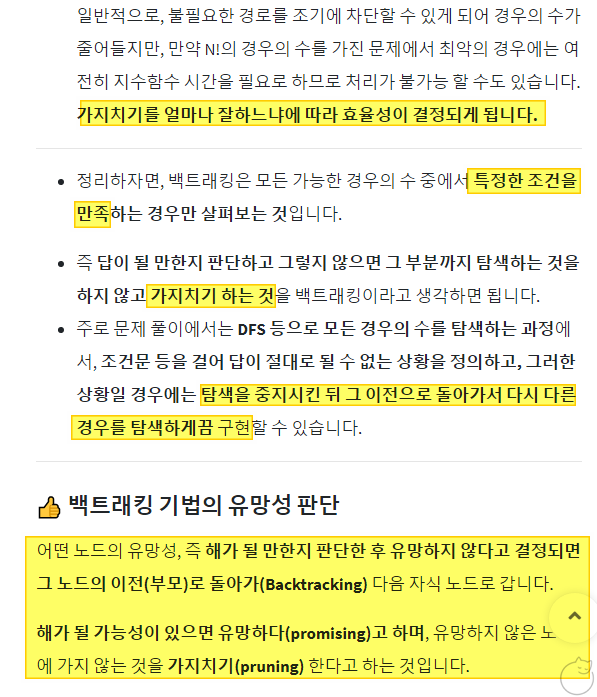 일반적으로, 불필요한 경로를 조기에 차단할 수 있게 되어 경우의 수가
줄어들지만, 만약 N!의 경우의 수를 가진 문제에서 최악의 경우에는 여
전히 지수함수 시간을 필요로 하므로 처리가 불가능 할 수도 있습니다.
가지치기를 얼마나 잘하느냐에 따라 효율성이 결정되게 됩니다.
정리하자면, 백트래킹은 모든 가능한 경우의 수 중에서 특정한 조건을
만족하는 경우만 살펴보는 것입니다.
즉 답이 될 만한지 판단하고 그렇지 않으면 그 부분까지 탐색하는 것을
하지 않고 가지치기 하는 것을 백트래킹이라고 생각하면 됩니다.
주로 문제 풀이에서는 DFS 등으로 모든 경우의 수를 탐색하는 과정에
서, 조건문 등을 걸어 답이 절대로 될 수 없는 상황을 정의하고, 그러한
상황일 경우에는 탐색을 중지시킨 뒤 그 이전으로 돌아가서 다시 다른
경우를 탐색하게끔 구현할 수 있습니다.
👍 백트래킹 기법의 유망성 판단
어떤 노드의 유망성, 즉 해가 될 만한지 판단한 후 유망하지 않다고 결정되면
그 노드의 이전(부모)로 돌아가(Backtracking) 다음 자식 노드로 갑니다.
해가 될 가능성이 있으면 유망하다(promising)고 하며, 유망하지 않은 노
에 가지 않는 것을 가지치기(pruning) 한다고 하는 것입니다.